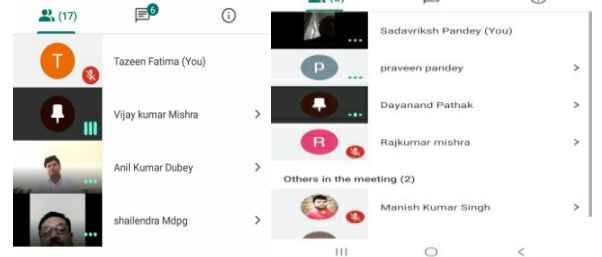 (17)
6
T
Tazeen Fatima (You)
Vijay kumar Mishra
Anil Kumar Dubey
shailendra Mdpg
Sadavriksh Pandey (You)
P
praveen pandey
Dayanand Pathak
R
Rajkumar mishra
Others in the meeting (2)
Manish Kumar Singh